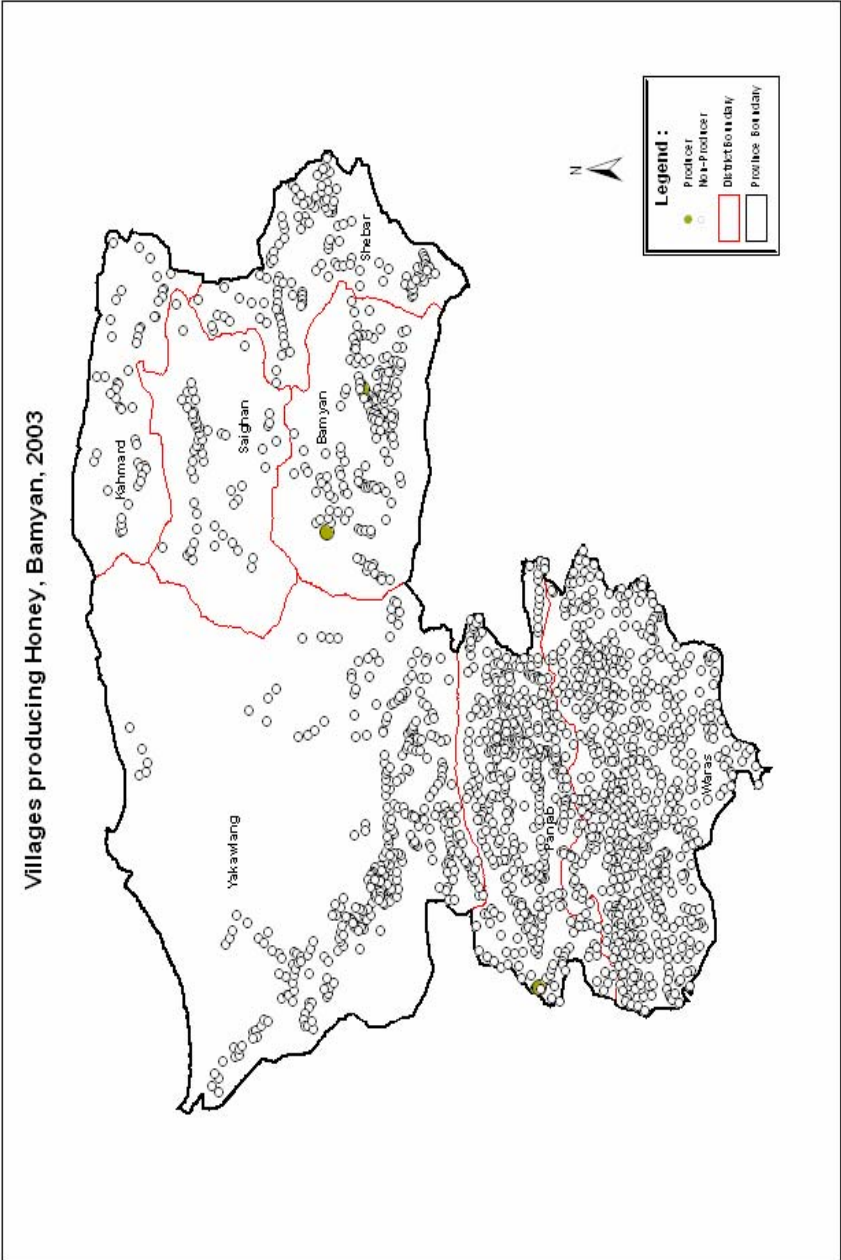 Villages producing Honey, Bamyan, 2003
Kahmard
Saighan
Bamyan
Shebar
Yakawlang
Panjab
Waras
N
Legend :
Producer
Non-Producer
District Boundary
Province Boundary